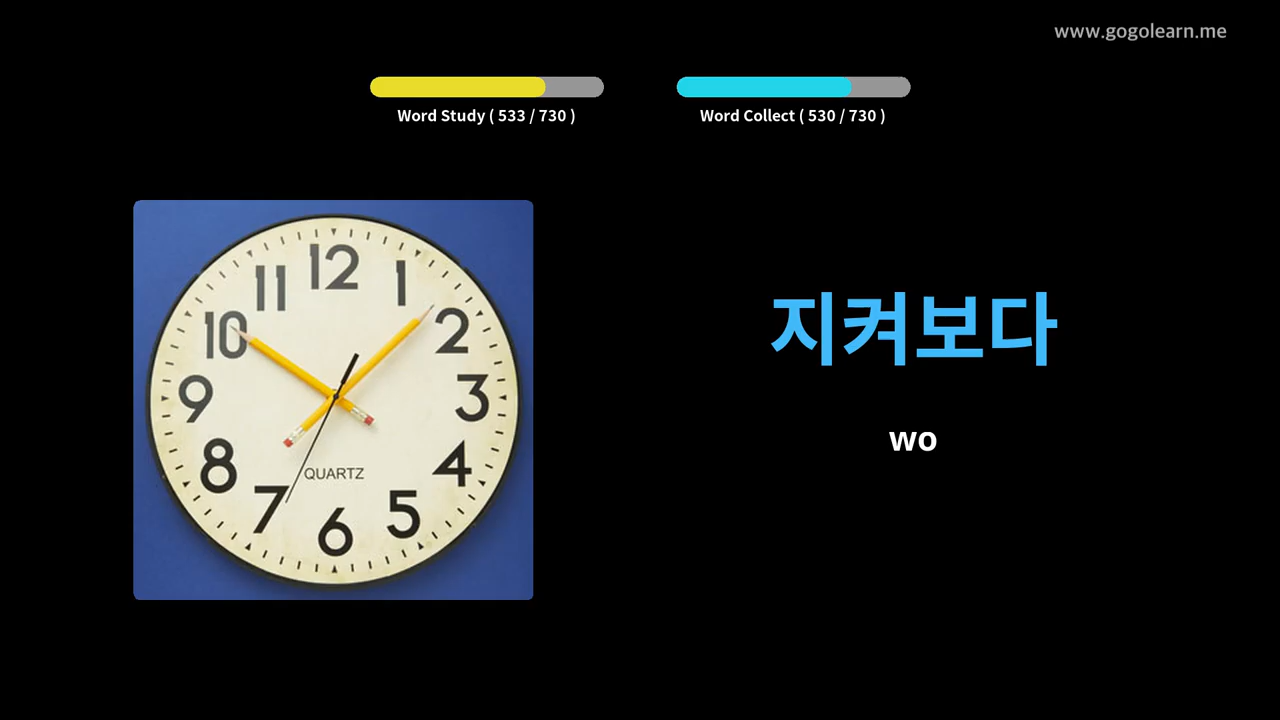 www.gogolearn.me
Word Study ( 533 / 730 )
Word Collect ( 530 / 730 )
12
11
1
10
2
9
3
8
4
QUARTZ
7
5
6
지켜보다
wo